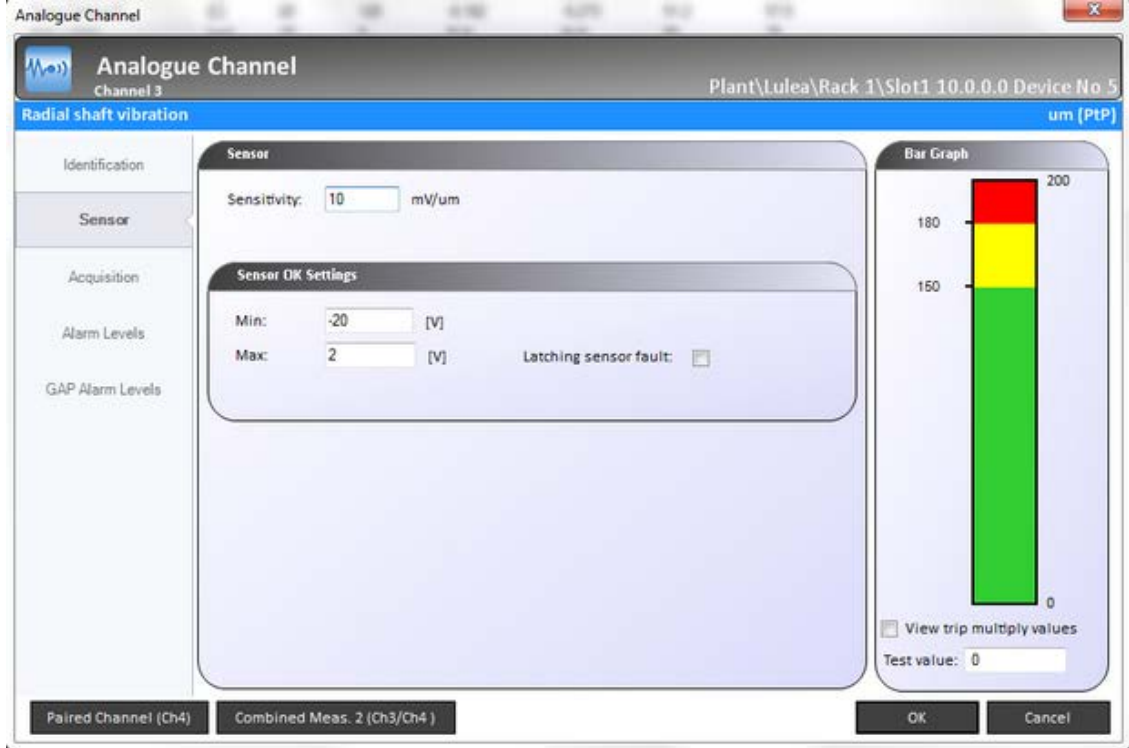 Analogue Channel
X
Analogue Channel
Channel 3
Plant\Lulea\Rack 1\Slot1 10.0.0.0 Device No 5
Radial shaft vibration
um (PtP)
Identification
Sensor
Acquisition
Alarm Levels
GAP Alarm Levels
Sensor
Sensitivity: 10 mV/um
Sensor OK Settings
Min: -20 [V]
Max: 2 [V] Latching sensor fault:
Bar Graph
200
180
150
0
View trip multiply values
Test value: 0
Paired Channel (Ch4)
Combined Meas. 2 (Ch3/Ch4 )
OK
Cancel